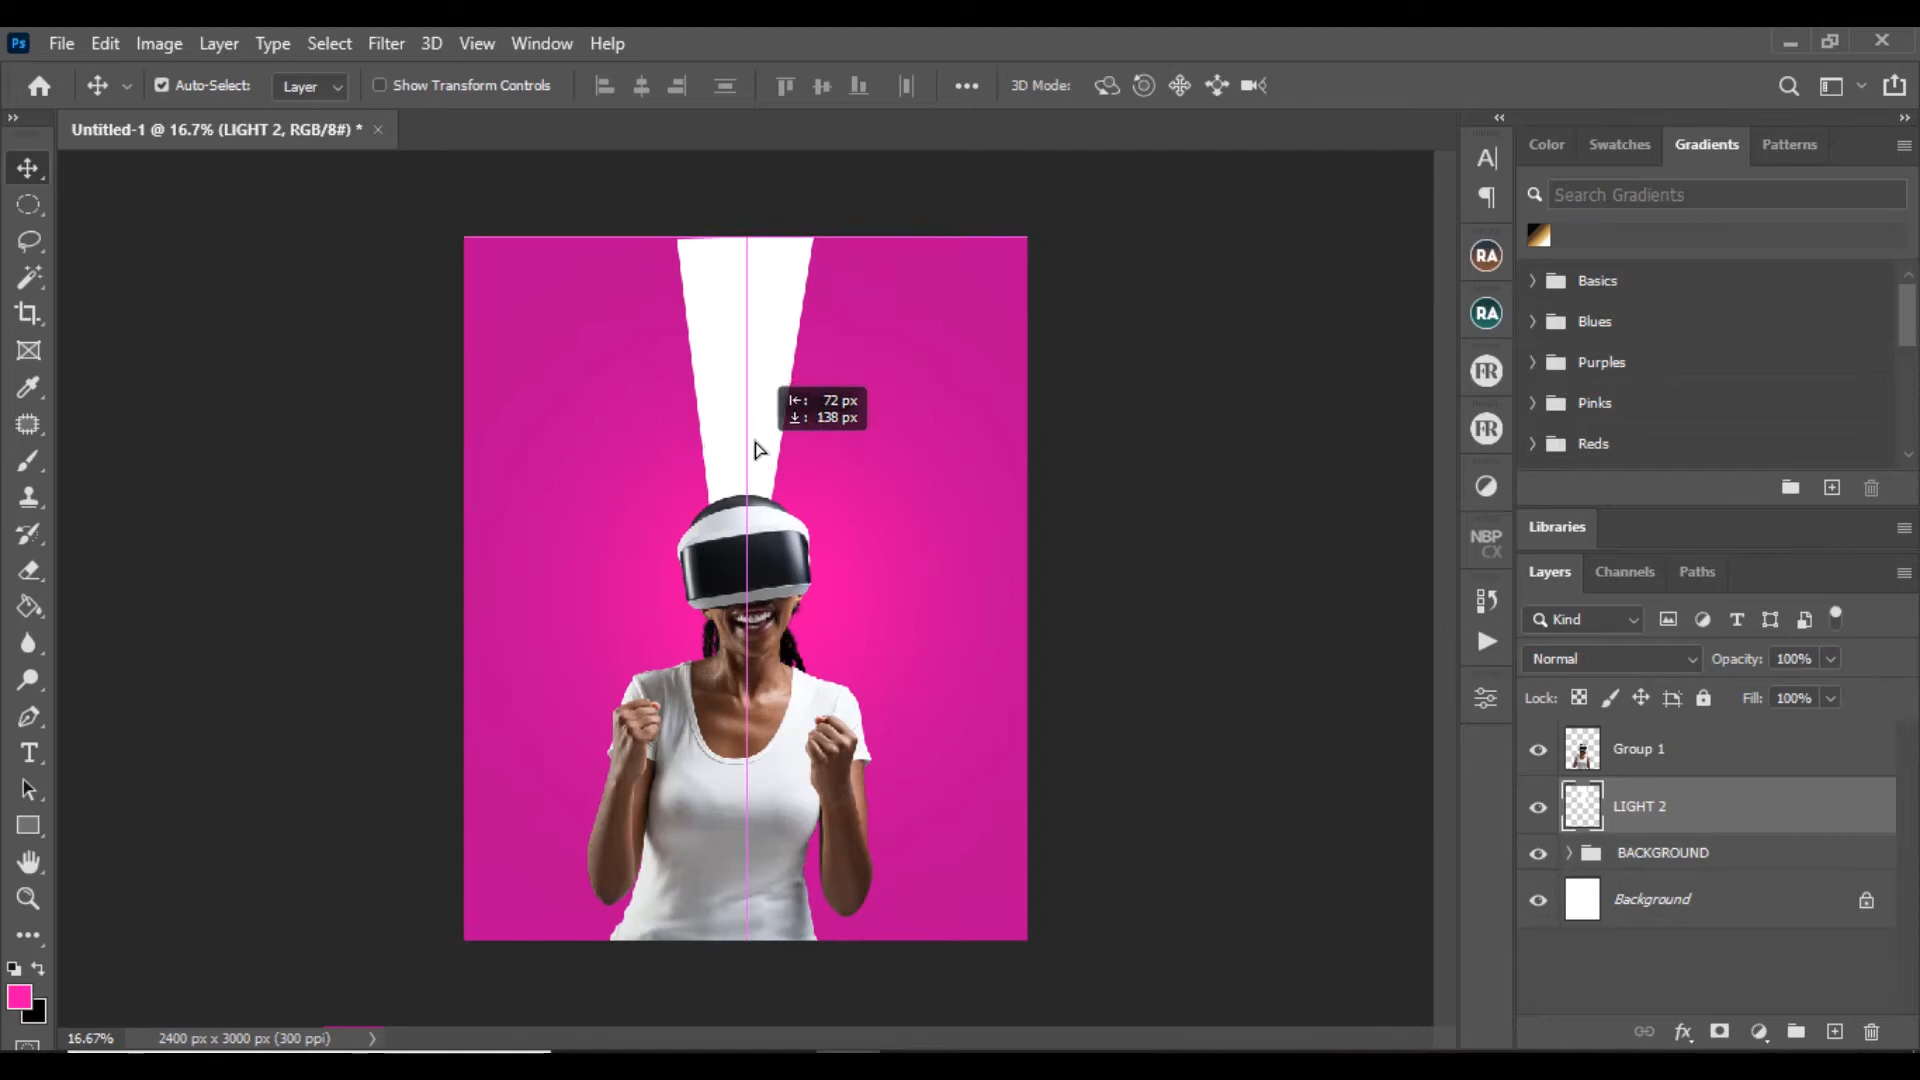 Ps File Edit Image Layer Type Select Filter 3D View Window Help
Auto-Select: Layer Show Transform Controls ••• 3D Mode:
Untitled-1 @ 16.7% (LIGHT 2, RGB/8#) * ×
Color Swatches Gradients Patterns
Search Gradients
Basics
Blues
Purples
Pinks
Reds
A|
¶
RA
RA
FR
FR
NBP
CX
72 px
138 px
Libraries
Layers Channels Paths
Kind
Normal Opacity: 100%
Lock: Fill: 100%
Group 1
LIGHT 2
BACKGROUND
Background
fx
T
16.67% 2400 px x 3000 px (300 ppi)